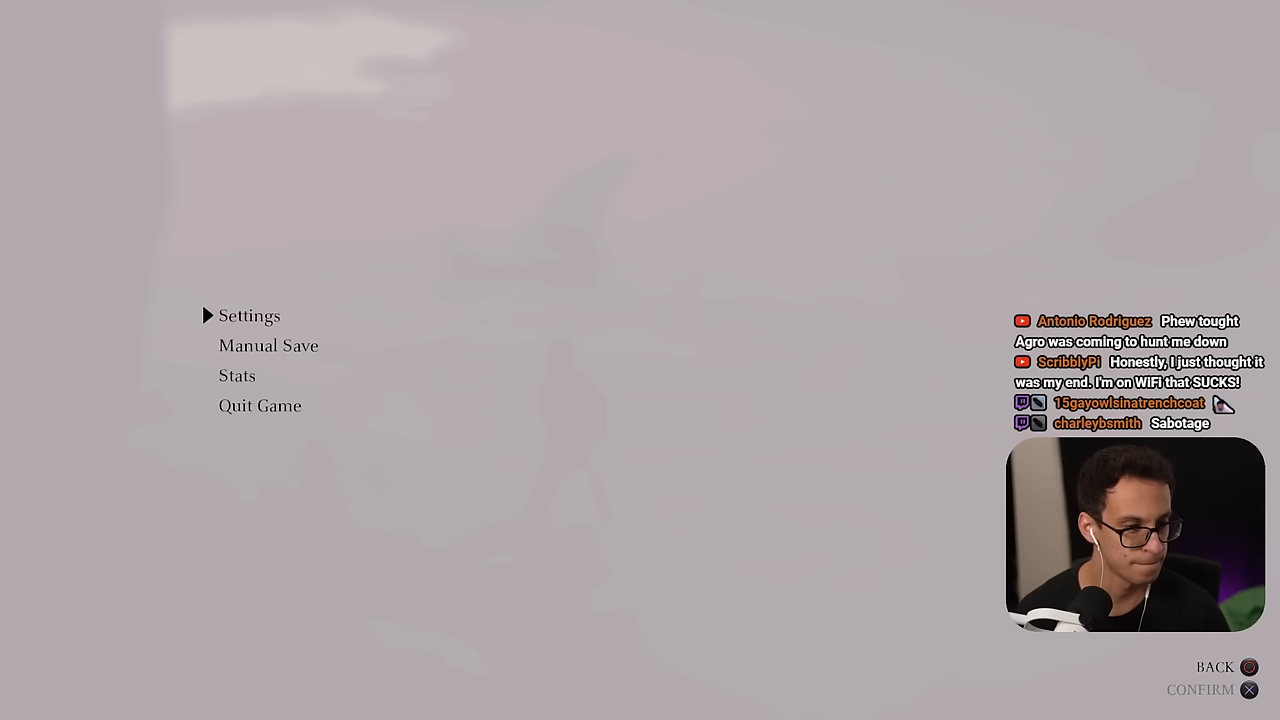 Settings
Manual Save
Stats
Quit Game
Antonio Rodriguez Phew tought
Agro was coming to hunt me down
ScribblyPi Honestly, I just thought it
was my end. I'm on WiFi that SUCKS!
15gayowlsinatrenchcoat
charleybsmith Sabotage
BACK
CONFIRM